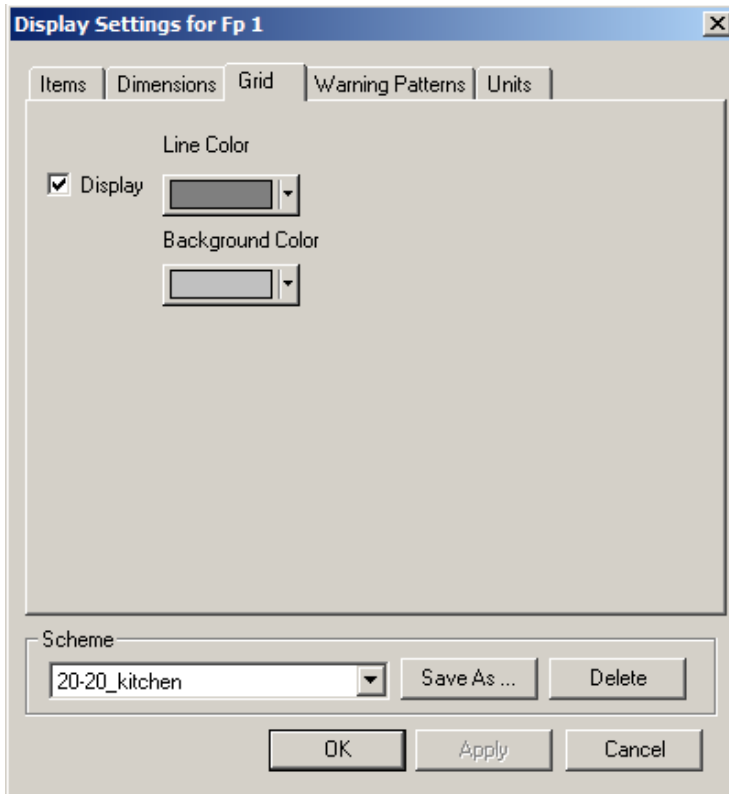 Display Settings for Fp 1
Items Dimensions Grid Warning Patterns Units
Line Color
Display
Background Color
Scheme
20-20_kitchen Save As ... Delete
OK Apply Cancel